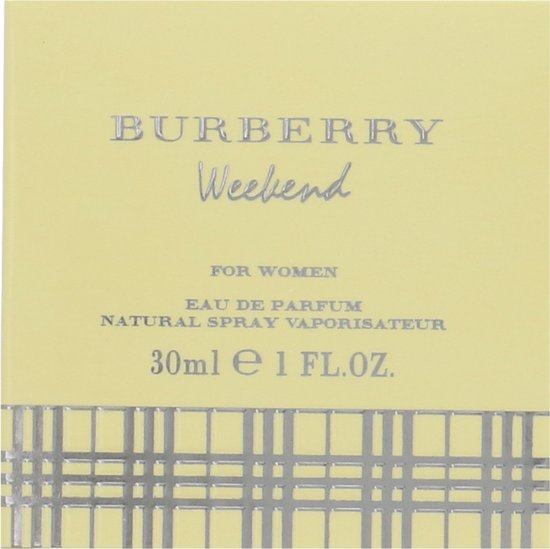 BURBERRY
Weekend
FOR WOMEN
EAU DE PARFUM
NATURAL SPRAY VAPORISATEUR
30ml ℮ 1 FL.OZ.